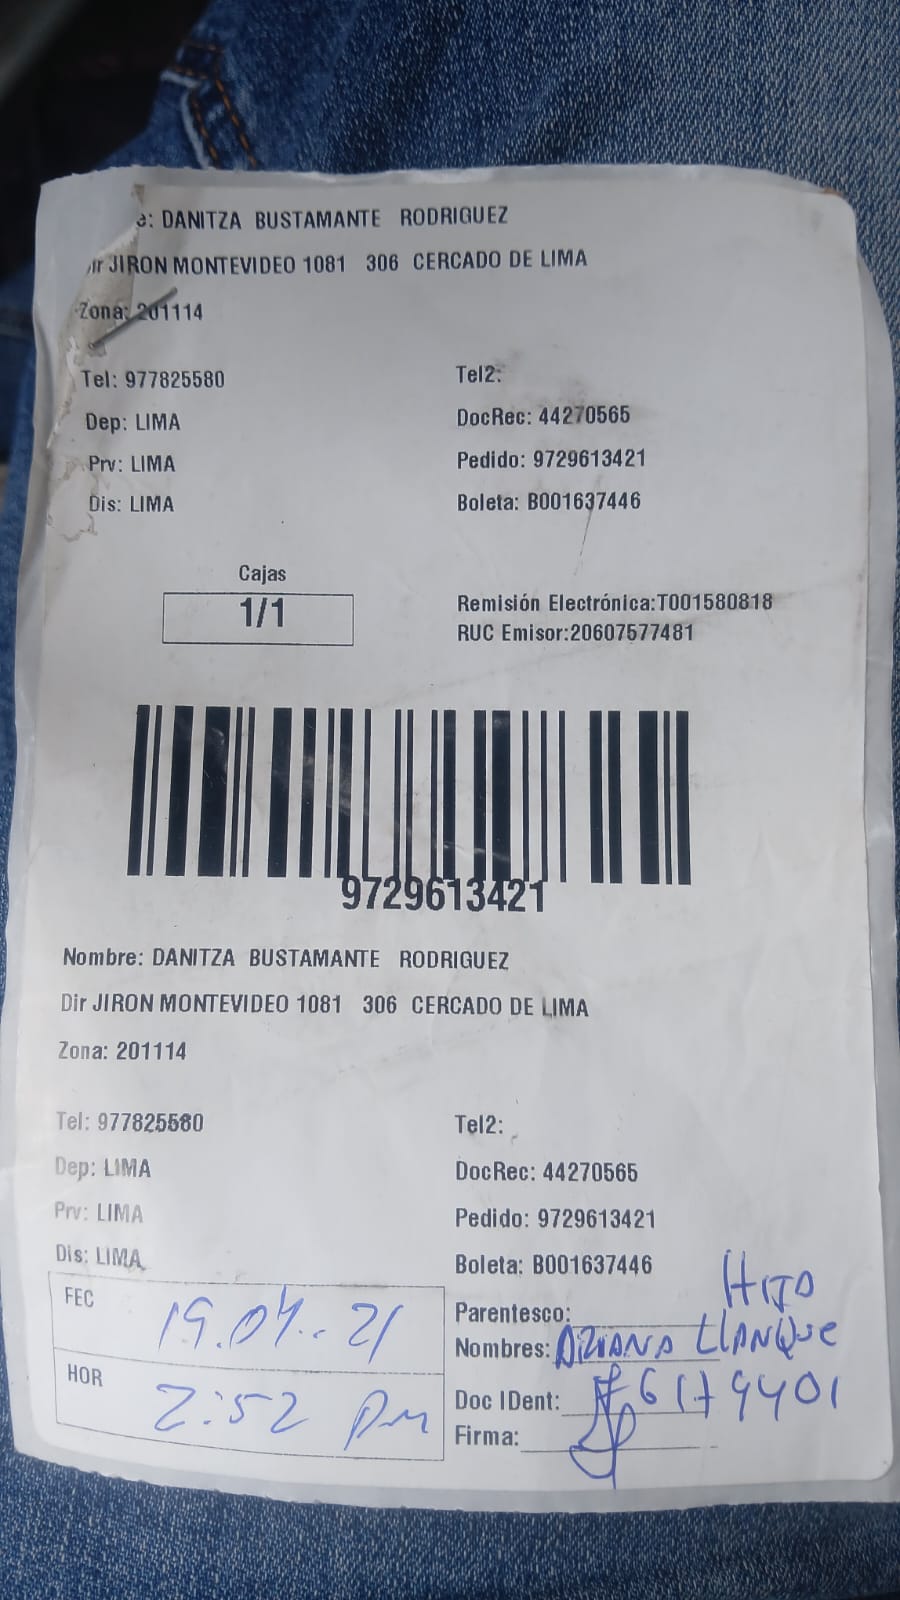 e: DANITZA BUSTAMANTE RODRIGUEZ
Dir JIRON MONTEVIDEO 1081 306 CERCADO DE LIMA
Zona: 201114
Tel: 977825580 Tel2:
Dep: LIMA DocRec: 44270565
Prv: LIMA Pedido: 9729613421
Dis: LIMA Boleta: B001637446
Cajas
1/1
Remisión Electrónica:T001580818
RUC Emisor:20607577481
9729613421
Nombre: DANITZA BUSTAMANTE RODRIGUEZ
Dir JIRON MONTEVIDEO 1081 306 CERCADO DE LIMA
Zona: 201114
Tel: 977825580 Tel2:
Dep: LIMA DocRec: 44270565
Prv: LIMA Pedido: 9729613421
Dis: LIMA Boleta: B001637446
FEC 19.04.21
HOR 2:52 Pm
Parentesco: HIJO
Nombres: LLANQUE
Doc IDent:
Firma: